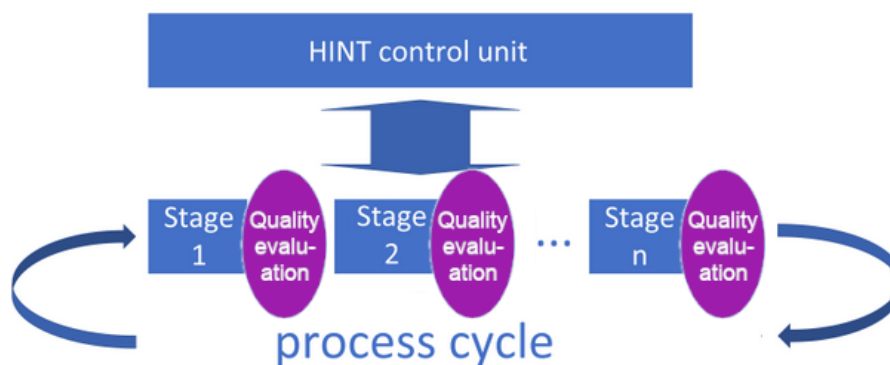 HINT control unit
Stage
1
Quality
evalu-
ation
Stage
2
Quality
evalu-
ation
...
Stage
n
Quality
evalu-
ation
process cycle